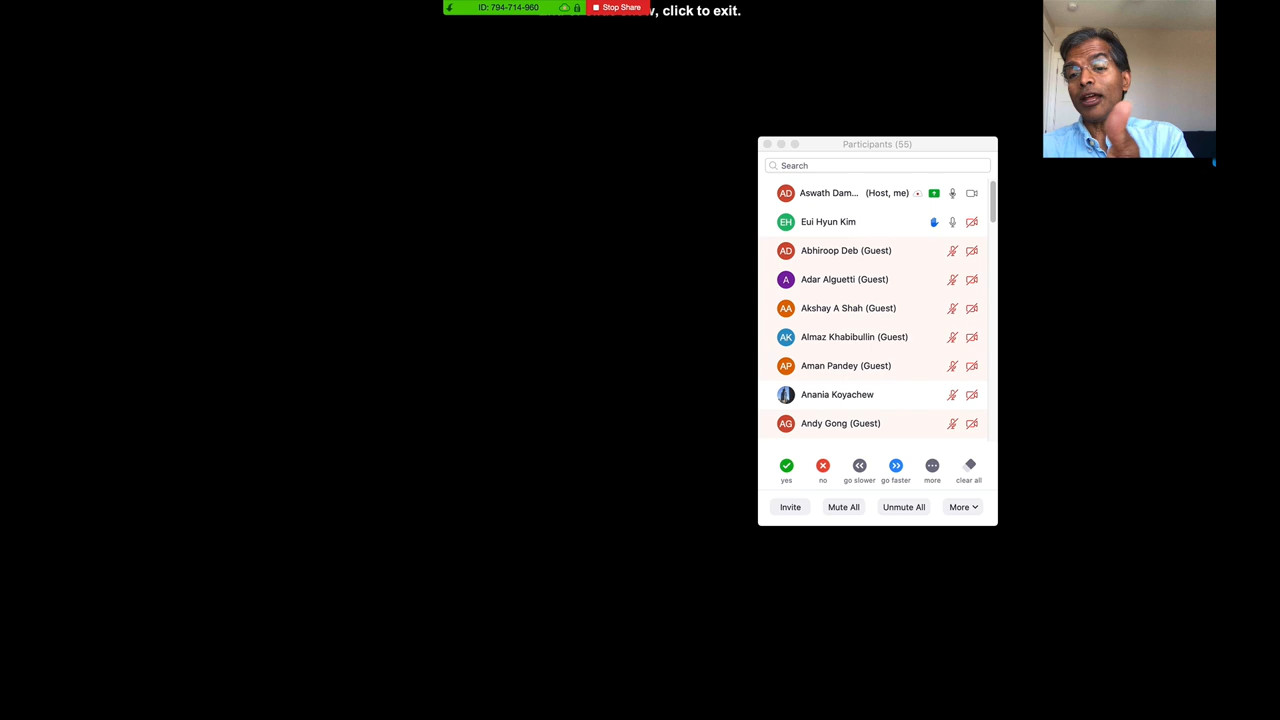 ID: 794-714-960
Stop Share
, click to exit.
Participants (55)
Search
AD Aswath Dam... (Host, me)
EH Eui Hyun Kim
AD Abhiroop Deb (Guest)
A Adar Alguetti (Guest)
AA Akshay A Shah (Guest)
AK Almaz Khabibullin (Guest)
AP Aman Pandey (Guest)
Anania Koyachew
AG Andy Gong (Guest)
yes no go slower go faster more clear all
Invite Mute All Unmute All More